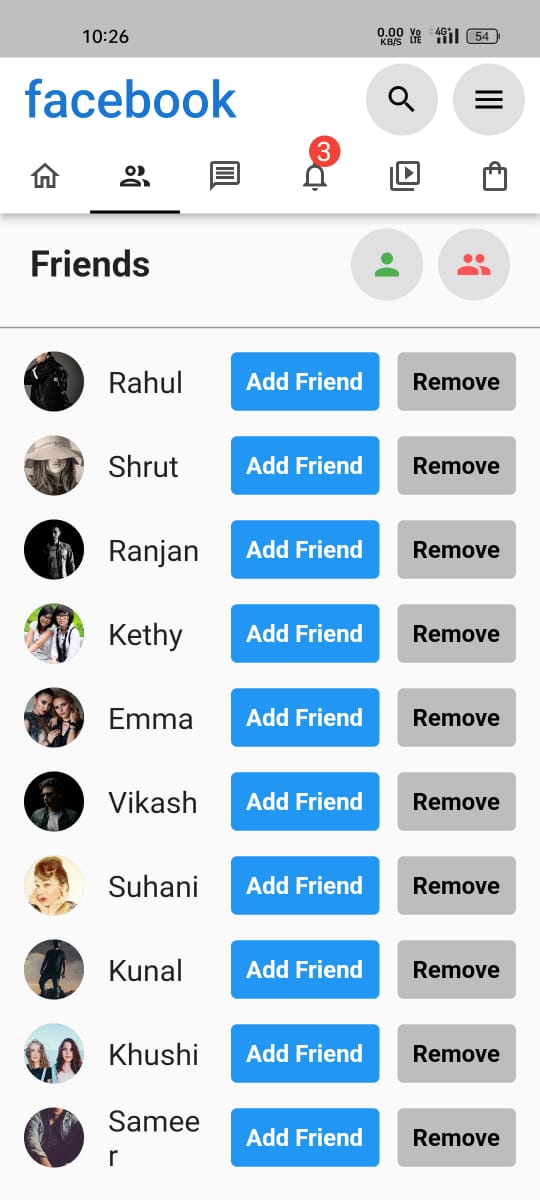 10:26
0.00 KB/S Vo LTE 4G+ 54
facebook
3
Friends
Rahul Add Friend Remove
Shrut Add Friend Remove
Ranjan Add Friend Remove
Kethy Add Friend Remove
Emma Add Friend Remove
Vikash Add Friend Remove
Suhani Add Friend Remove
Kunal Add Friend Remove
Khushi Add Friend Remove
Samee
r
Add Friend Remove